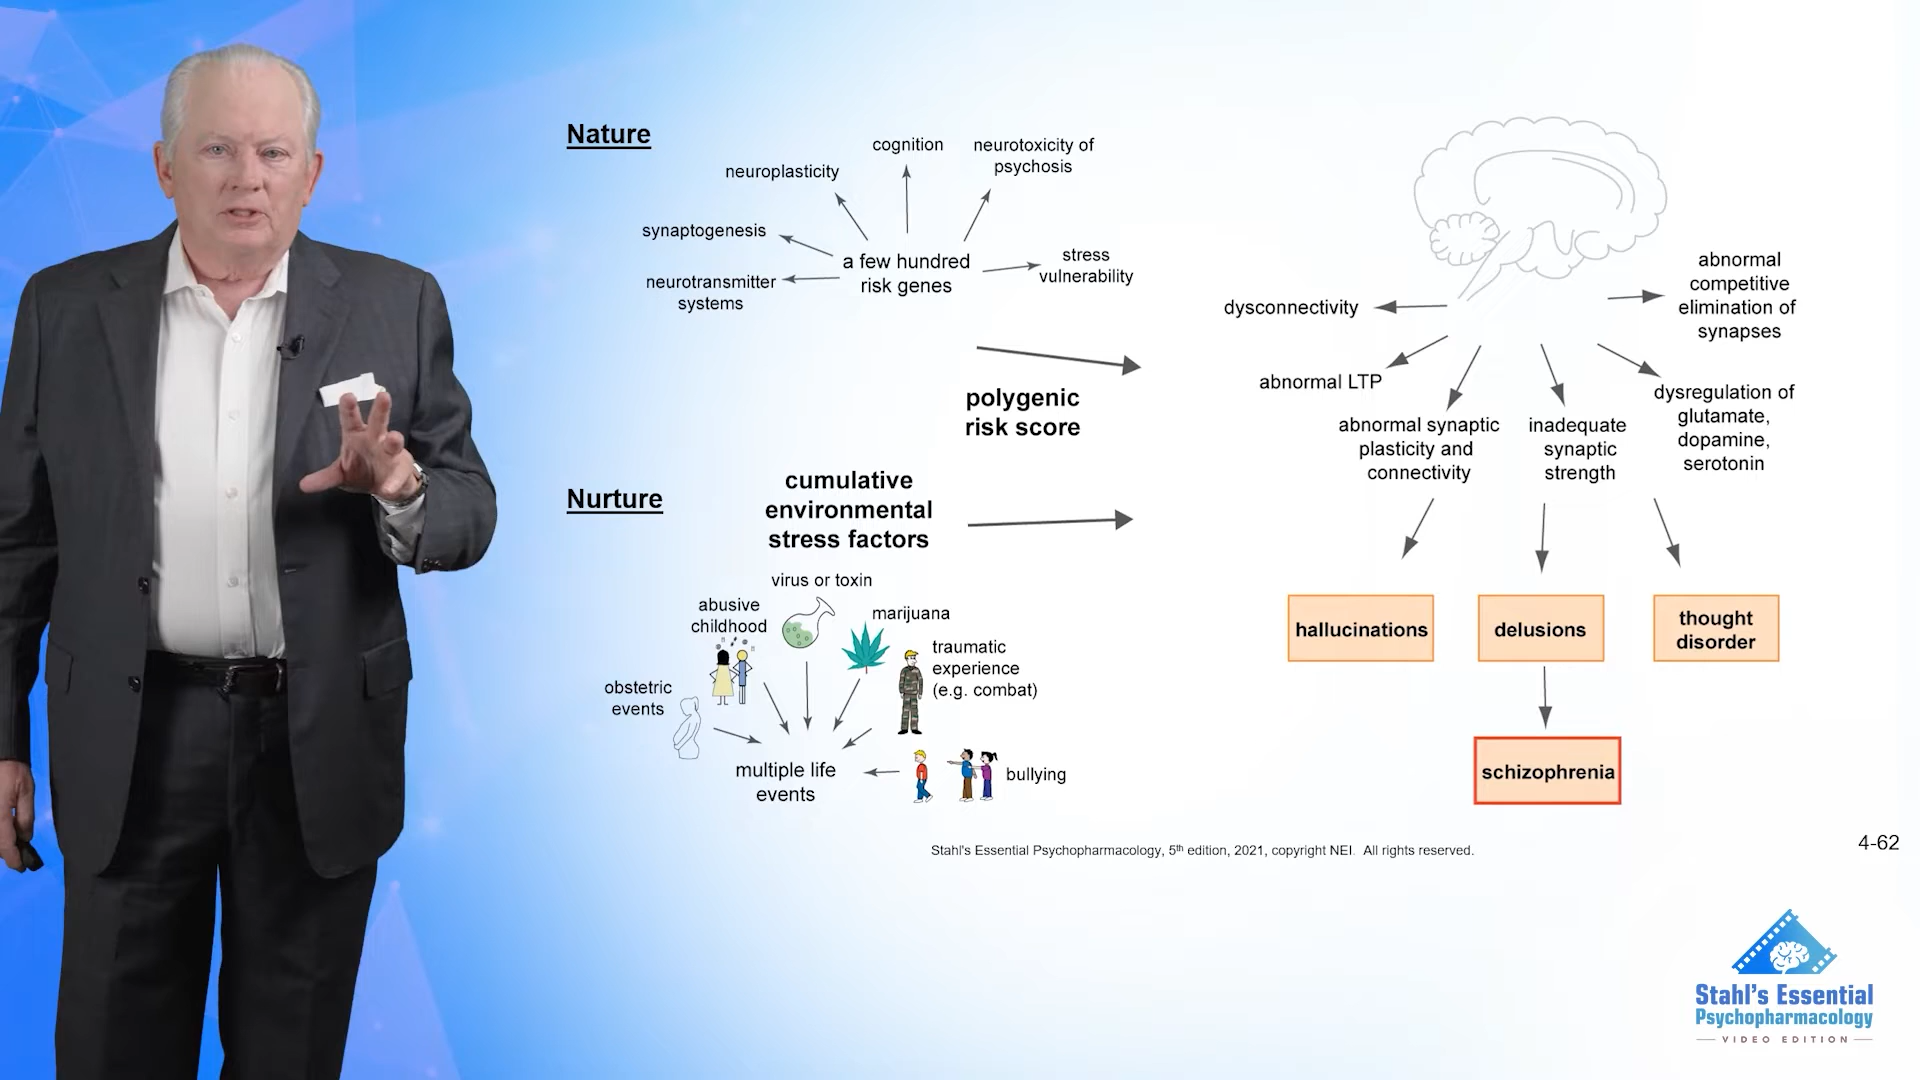 Nature
cognition
neurotoxicity of
psychosis
neuroplasticity
synaptogenesis
a few hundred
risk genes
stress
vulnerability
neurotransmitter
systems
polygenic
risk score
Nurture
cumulative
environmental
stress factors
virus or toxin
abusive
childhood
marijuana
traumatic
experience
(e.g. combat)
obstetric
events
multiple life
events
bullying
abnormal
competitive
elimination of
synapses
dysconnectivity
abnormal LTP
abnormal synaptic
plasticity and
connectivity
inadequate
synaptic
strength
dysregulation of
glutamate,
dopamine,
serotonin
hallucinations
delusions
thought
disorder
schizophrenia
Stahl's Essential Psychopharmacology, 5th edition, 2021, copyright NEI. All rights reserved.
4-62
Stahl's Essential
Psychopharmacology
VIDEO EDITION